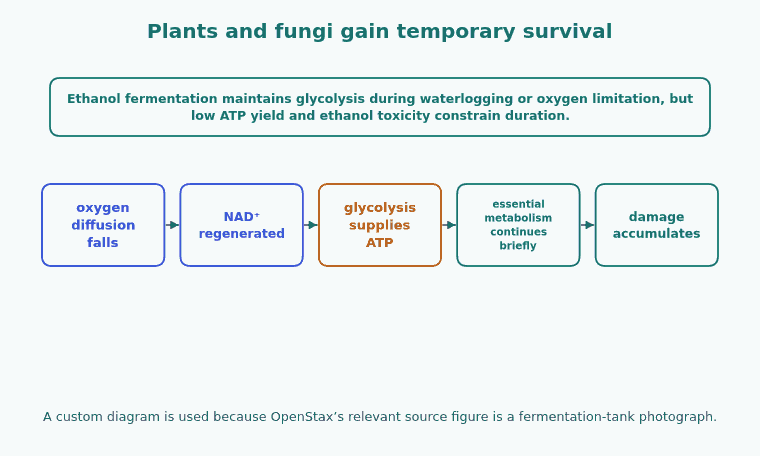 Plants and fungi gain temporary survival
Ethanol fermentation maintains glycolysis during waterlogging or oxygen limitation, but
low ATP yield and ethanol toxicity constrain duration.
oxygen
diffusion
falls
NAD⁺
regenerated
glycolysis
supplies
ATP
essential
metabolism
continues
briefly
damage
accumulates
A custom diagram is used because OpenStax’s relevant source figure is a fermentation-tank photograph.